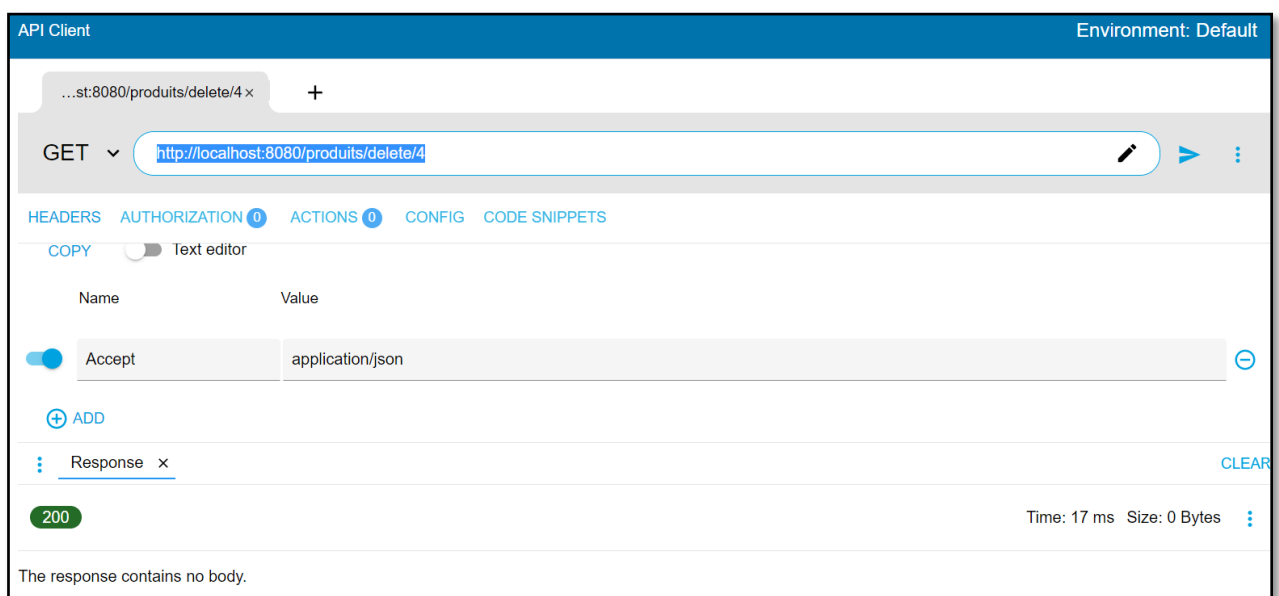 API Client Environment: Default
...st:8080/produits/delete/4 × +
GET http://localhost:8080/produits/delete/4
HEADERS AUTHORIZATION 0 ACTIONS 0 CONFIG CODE SNIPPETS
COPY Text editor
Name Value
Accept application/json
ADD
Response × CLEAR
200 Time: 17 ms Size: 0 Bytes
The response contains no body.